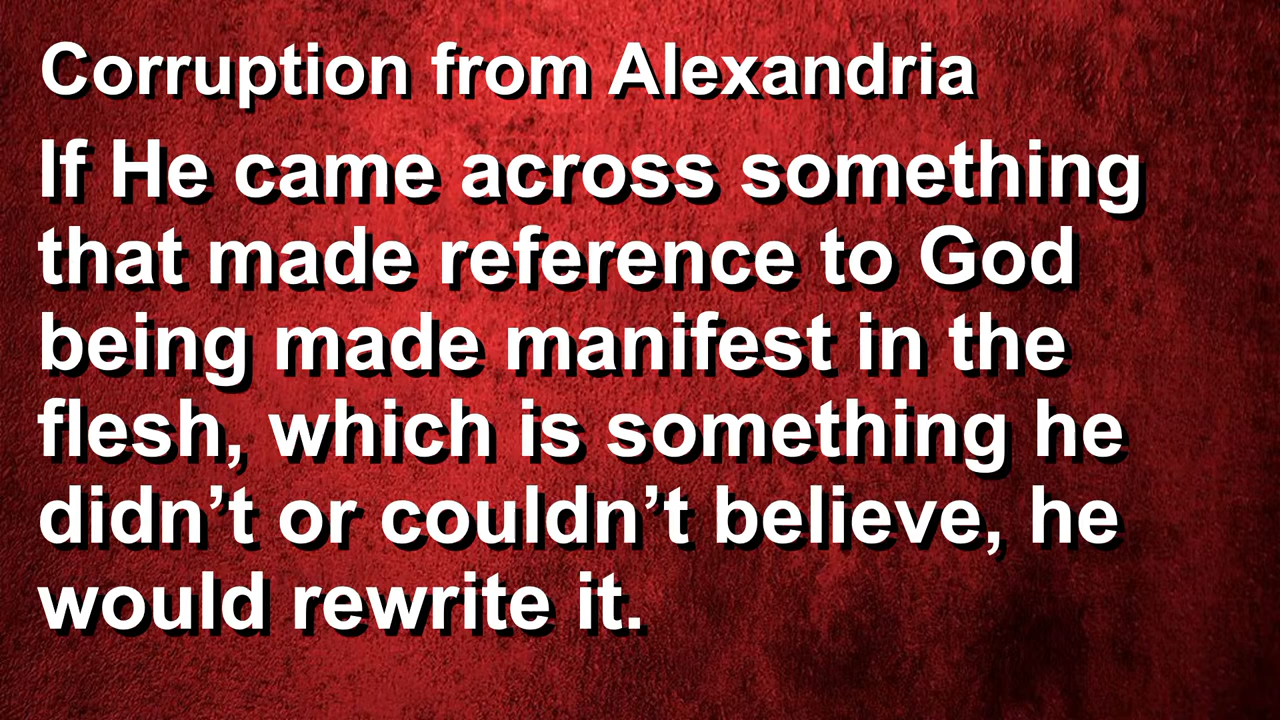 Corruption from Alexandria
If He came across something
that made reference to God
being made manifest in the
flesh, which is something he
didn’t or couldn’t believe, he
would rewrite it.